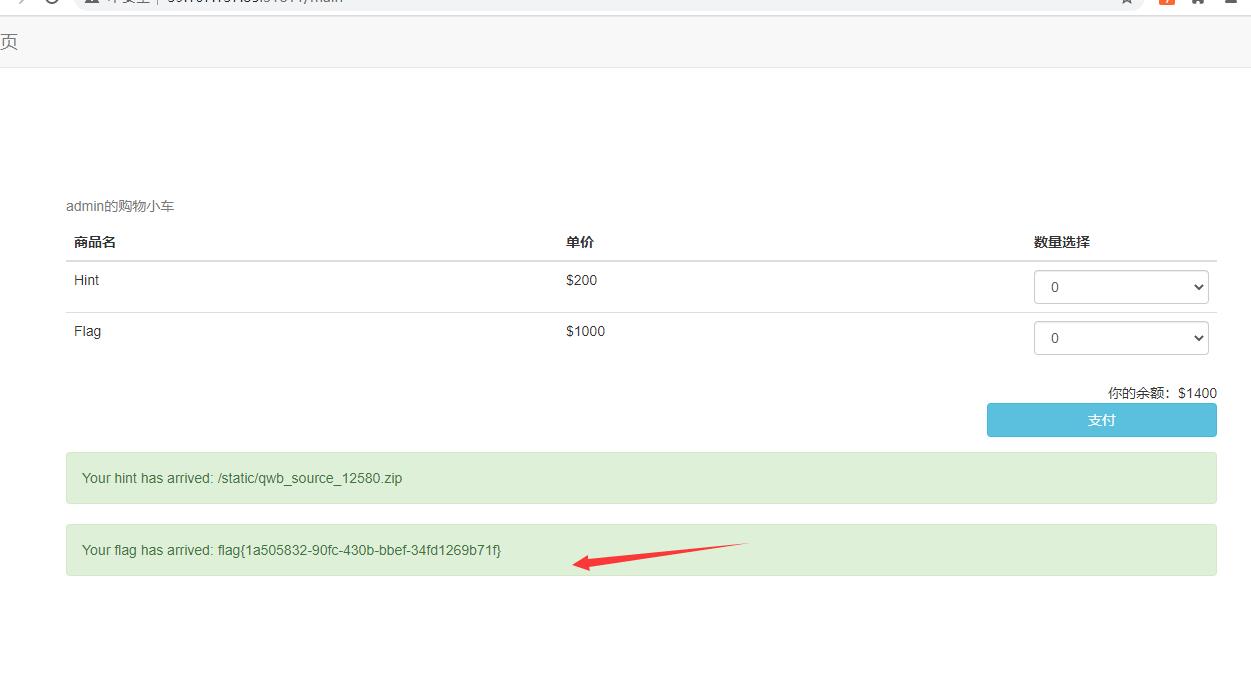 页
admin的购物小车
商品名 单价 数量选择
Hint $200 0
Flag $1000 0
你的余额：$1400
支付
Your hint has arrived: /static/qwb_source_12580.zip
Your flag has arrived: flag{1a505832-90fc-430b-bbef-34fd1269b71f}